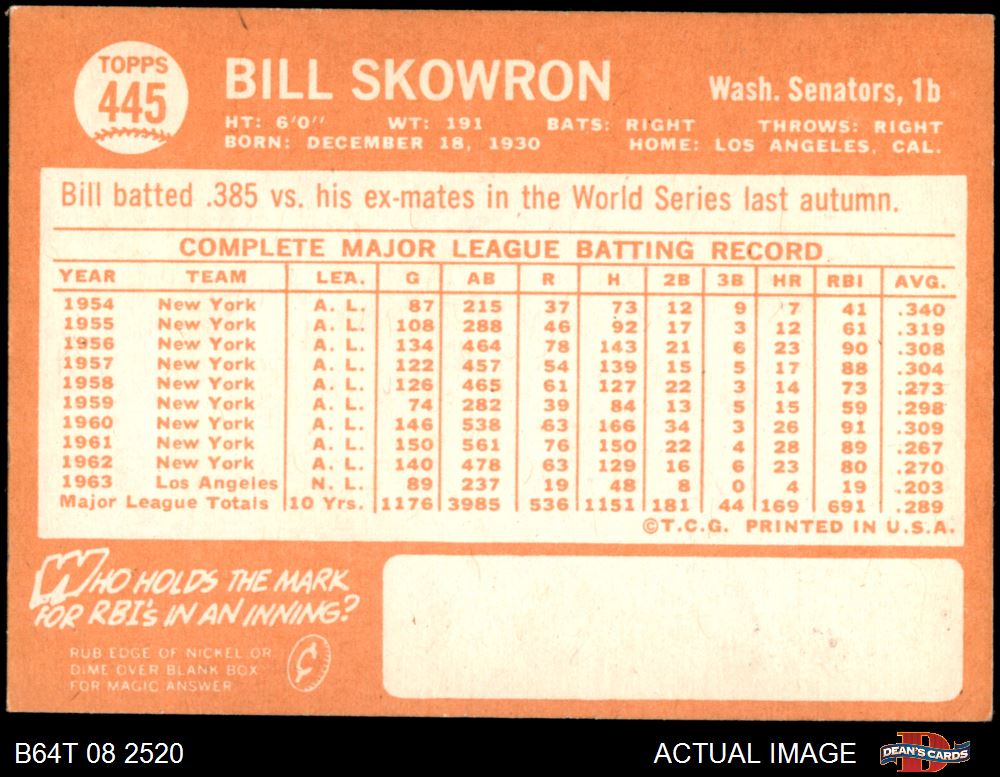 TOPPS
445
BILL SKOWRON
Wash. Senators, 1b
HT: 6'0" WT: 191 BATS: RIGHT THROWS: RIGHT
BORN: DECEMBER 18, 1930 HOME: LOS ANGELES, CAL.
Bill batted .385 vs. his ex-mates in the World Series last autumn.
COMPLETE MAJOR LEAGUE BATTING RECORD
YEAR TEAM LEA. G AB R H 2B 3B HR RBI AVG.
1954 New York A. L. 87 215 37 73 12 9 7 41 .340
1955 New York A. L. 108 288 46 92 17 3 12 61 .319
1956 New York A. L. 134 464 78 143 21 6 23 90 .308
1957 New York A. L. 122 457 54 139 15 5 17 88 .304
1958 New York A. L. 126 465 61 127 22 3 14 73 .273
1959 New York A. L. 74 282 39 84 13 5 15 59 .298
1960 New York A. L. 146 538 63 166 34 3 26 91 .309
1961 New York A. L. 150 561 76 150 22 4 28 89 .267
1962 New York A. L. 140 478 63 129 16 6 23 80 .270
1963 Los Angeles N. L. 89 237 19 48 8 0 4 19 .203
Major League Totals 10 Yrs. 1176 3985 536 1151 181 44 169 691 .289
©T.C.G. PRINTED IN U.S.A.
WHO HOLDS THE MARK
FOR RBI's IN AN INNING?
RUB EDGE OF NICKEL OR
DIME OVER BLANK BOX
FOR MAGIC ANSWER
¢
B64T 08 2520
ACTUAL IMAGE
DEAN'S CARDS